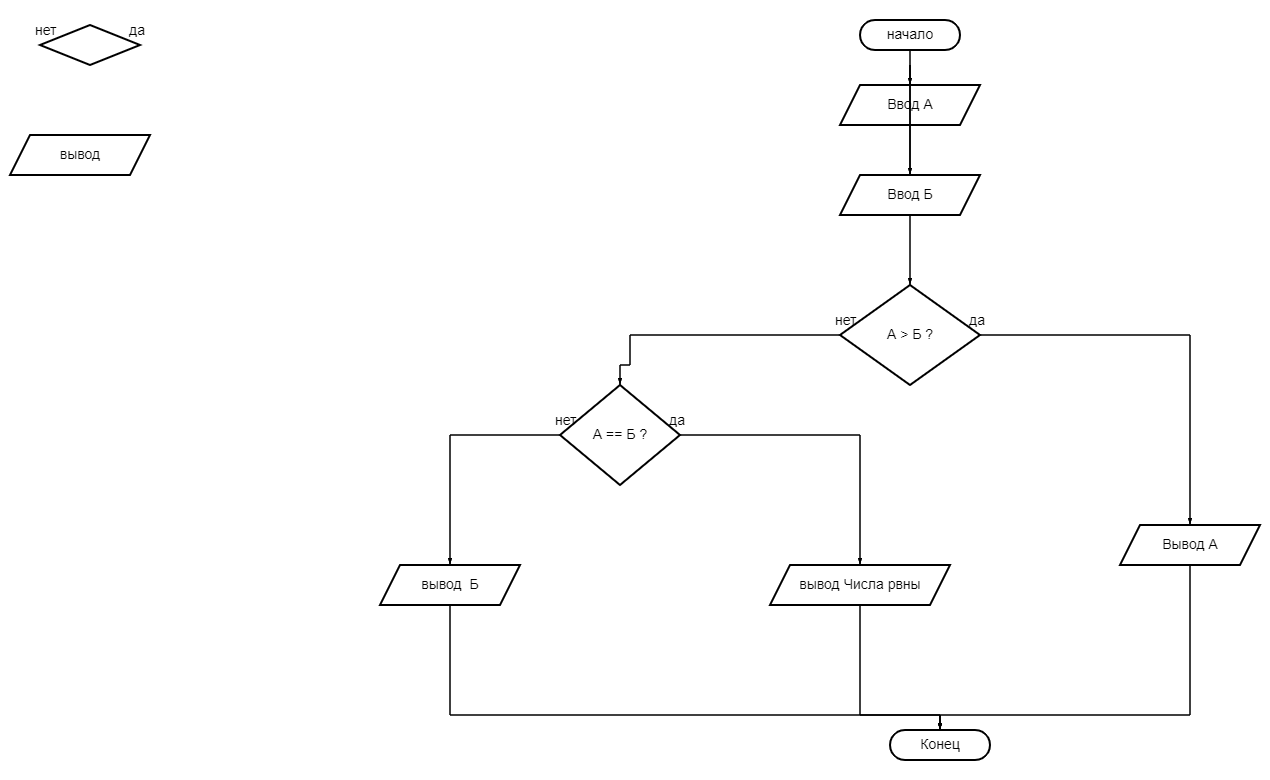 нет
да
вывод
начало
Ввод А
Ввод Б
А > Б ?
нет
да
А == Б ?
нет
да
вывод  Б
вывод Числа рвны
Вывод А
Конец